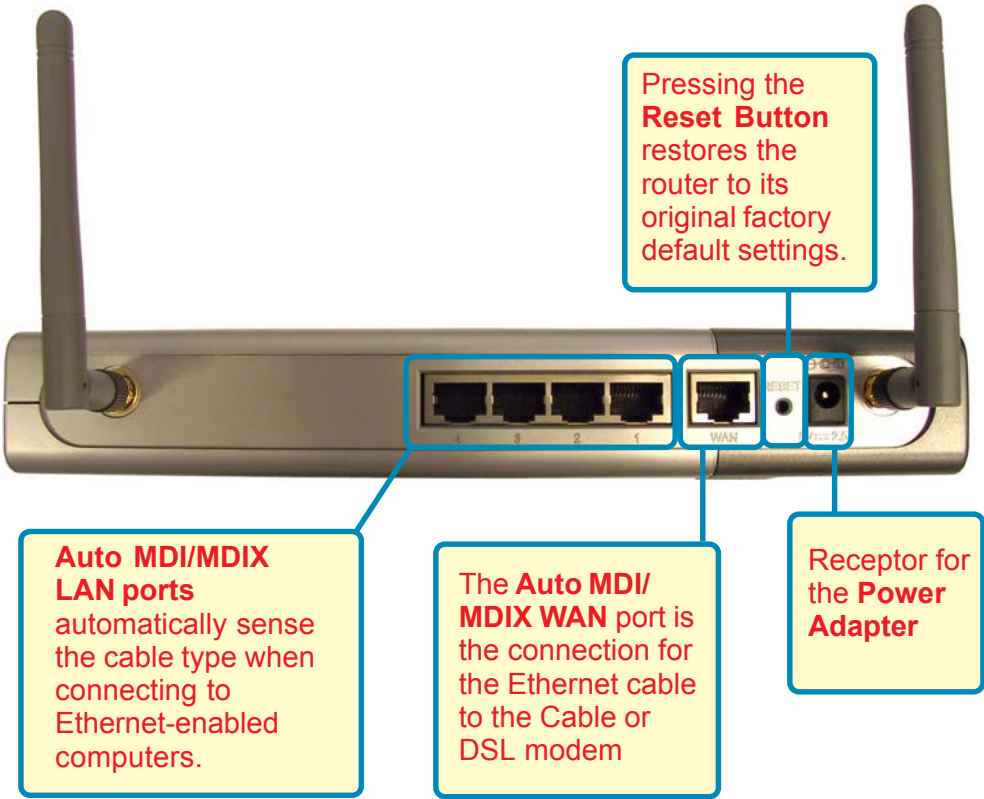 Pressing the
Reset Button
restores the
router to its
original factory
default settings.
RESET
4
3
2
1
WAN
Auto MDI/MDIX
LAN ports
automatically sense
the cable type when
connecting to
Ethernet-enabled
computers.
The Auto MDI/
MDIX WAN port is
the connection for
the Ethernet cable
to the Cable or
DSL modem
Receptor for
the Power
Adapter